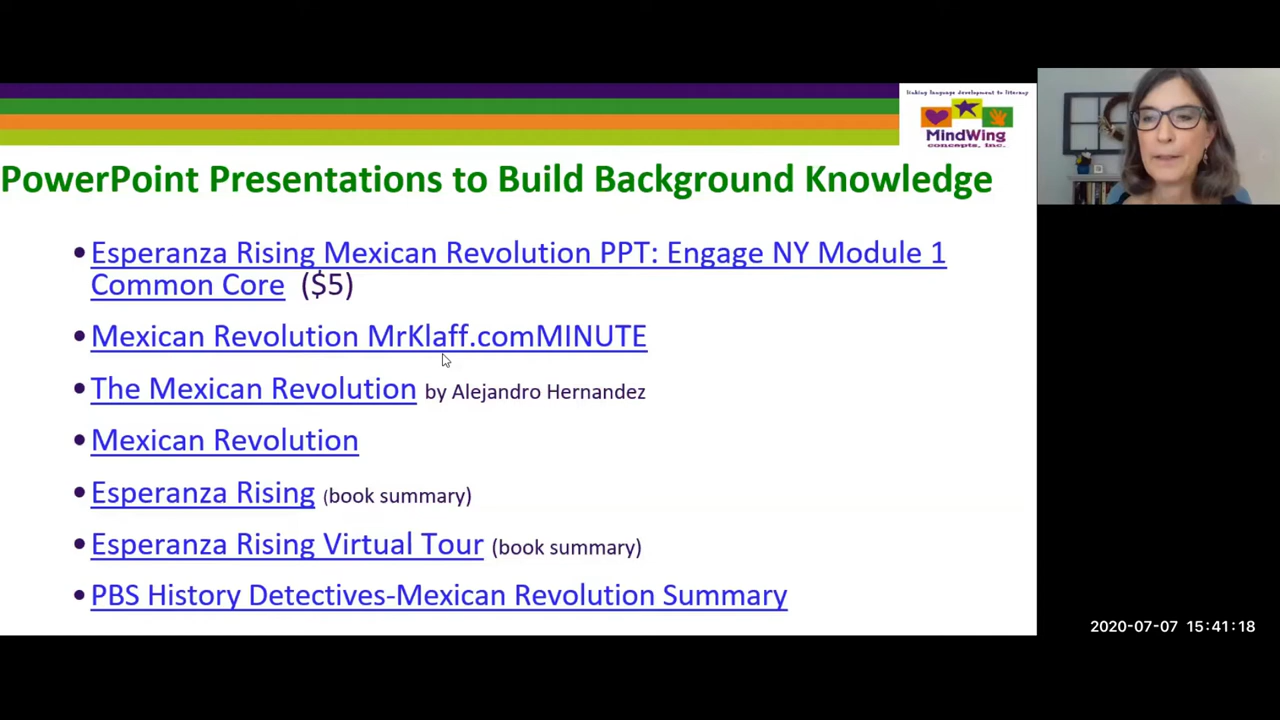 linking language development to literacy
MindWing
concepts, inc.
PowerPoint Presentations to Build Background Knowledge
•Esperanza Rising Mexican Revolution PPT: Engage NY Module 1
Common Core ($5)
•Mexican Revolution MrKlaff.comMINUTE
•The Mexican Revolution by Alejandro Hernandez
•Mexican Revolution
•Esperanza Rising (book summary)
•Esperanza Rising Virtual Tour (book summary)
•PBS History Detectives-Mexican Revolution Summary
2020-07-07 15:41:18